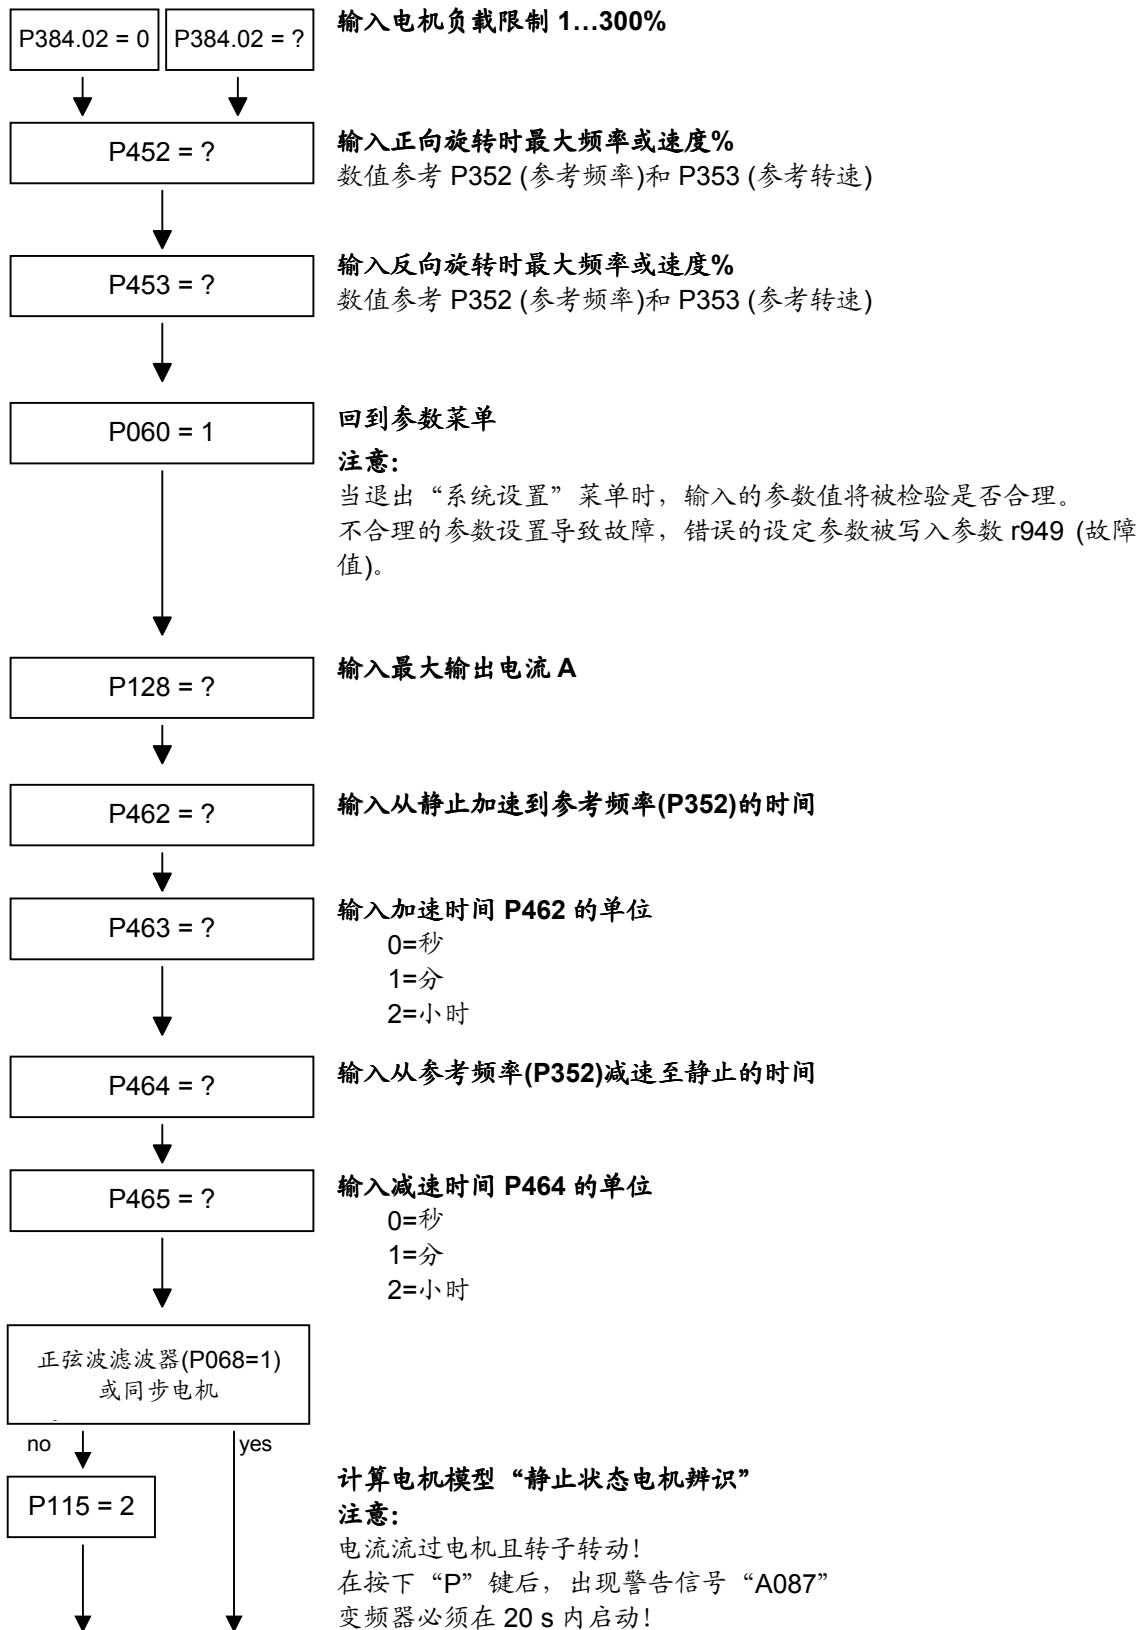 P384.02 = 0
P384.02 = ?
输入电机负载限制 1…300%
P452 = ?
输入正向旋转时最大频率或速度%
数值参考 P352 (参考频率)和 P353 (参考转速)
P453 = ?
输入反向旋转时最大频率或速度%
数值参考 P352 (参考频率)和 P353 (参考转速)
P060 = 1
回到参数菜单
注意:
当退出“系统设置”菜单时，输入的参数值将被检验是否合理。
不合理的参数设置导致故障，错误的设定参数被写入参数 r949 (故障
值)。
P128 = ?
输入最大输出电流 A
P462 = ?
输入从静止加速到参考频率(P352)的时间
P463 = ?
输入加速时间 P462 的单位
0=秒
1=分
2=小时
P464 = ?
输入从参考频率(P352)减速至静止的时间
P465 = ?
输入减速时间 P464 的单位
0=秒
1=分
2=小时
正弦波滤波器(P068=1)
或同步电机
no
yes
P115 = 2
计算电机模型“静止状态电机辨识”
注意:
电流流过电机且转子转动!
在按下“P”键后，出现警告信号“A087”
变频器必须在 20 s 内启动!